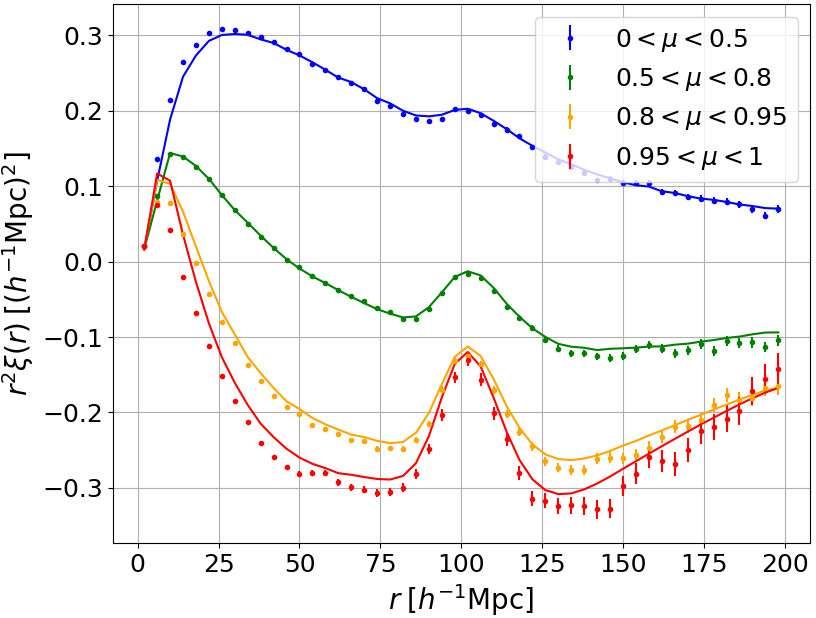 0.3
0.2
0.1
0.0
−0.1
−0.2
−0.3
r²ξ(r) [(h⁻¹Mpc)²]
0 < μ < 0.5
0.5 < μ < 0.8
0.8 < μ < 0.95
0.95 < μ < 1
0 25 50 75 100 125 150 175 200
r [h⁻¹Mpc]